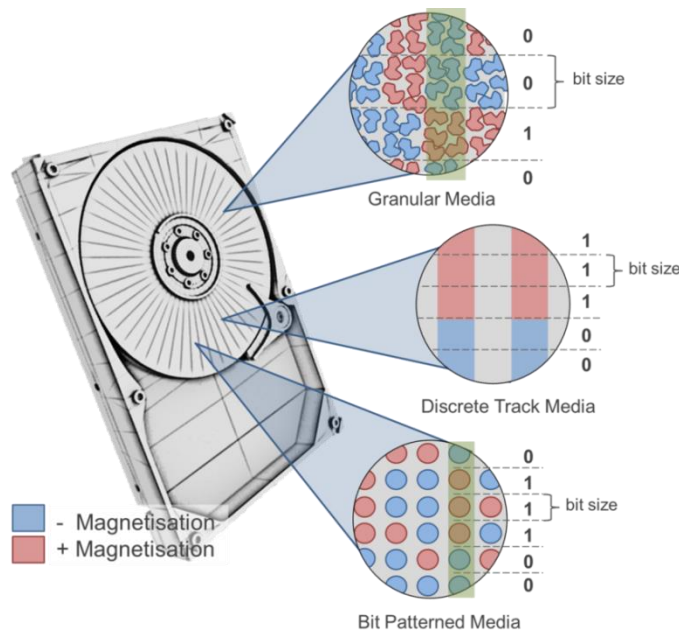 0
0
bit size
1
0
Granular Media
1
1
bit size
1
0
0
Discrete Track Media
0
1
1
bit size
1
0
0
Bit Patterned Media
- Magnetisation
+ Magnetisation